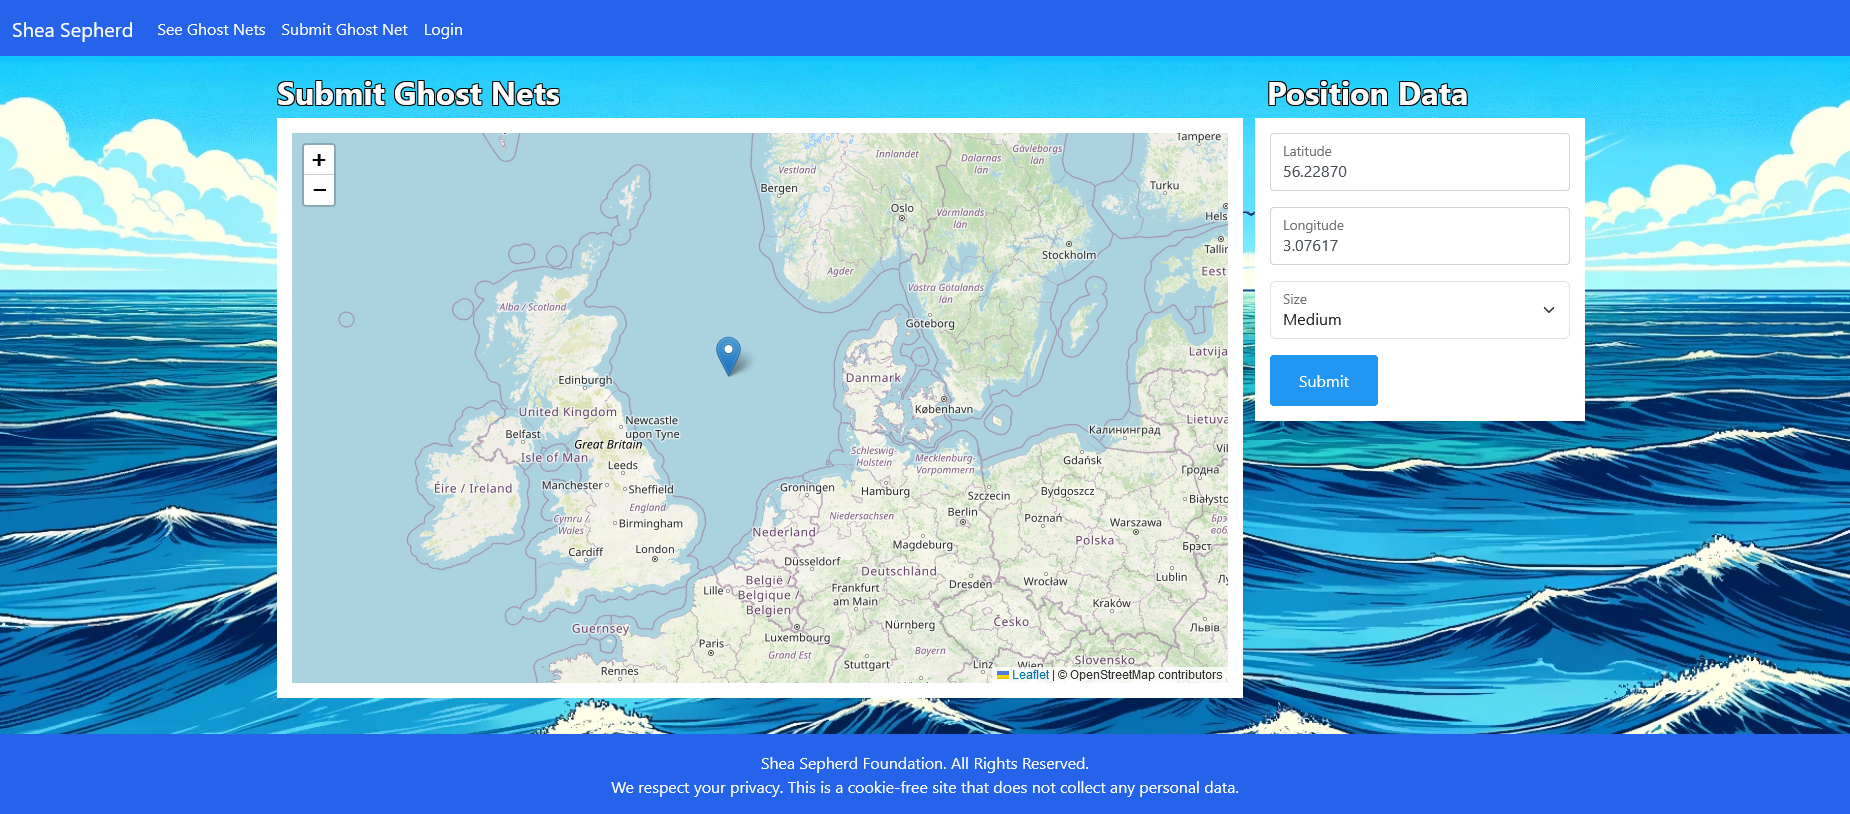 Shea Sepherd
See Ghost Nets
Submit Ghost Net
Login
Submit Ghost Nets
+
−
Tampere
Innlandet
Dalarnas län
Gävleborgs län
Vestland
Bergen
Turku
Oslo
Värmlands län
Hels
Tallin
Stockholm
Eest
Agder
Västra Götalands län
Alba / Scotland
Göteborg
Latvija
Danmark
Edinburgh
København
United Kingdom
Newcastle upon Tyne
Lietuva
Belfast
Great Britain
Калининград
Isle of Man
Schleswig-
Holstein
Mecklenburg-
Vorpommern
Gdańsk
Vil
Leeds
Гродна
Éire / Ireland
Manchester
Sheffield
Groningen
Hamburg
Szczecin
Bydgoszcz
Białysto
England
Cymru /
Wales
Birmingham
Nederland
Niedersachsen
Berlin
Poznań
Warszawa
Брэс
вобл
Polska
Cardiff
London
Magdeburg
Брэст
Düsseldorf
Deutschland
België /
Belgique /
Belgien
Lille
Frankfurt
am Main
Dresden
Wrocław
Lublin
Лу
Kraków
Guernsey
Česko
Nürnberg
Львів
Paris
Luxembourg
Grand Est
Bayern
Rennes
Stuttgart
Linz
Wien
Slovensko
Leaflet | © OpenStreetMap contributors
Position Data
Latitude
56.22870
Longitude
3.07617
Size
Medium
Submit
Shea Sepherd Foundation. All Rights Reserved.
We respect your privacy. This is a cookie-free site that does not collect any personal data.